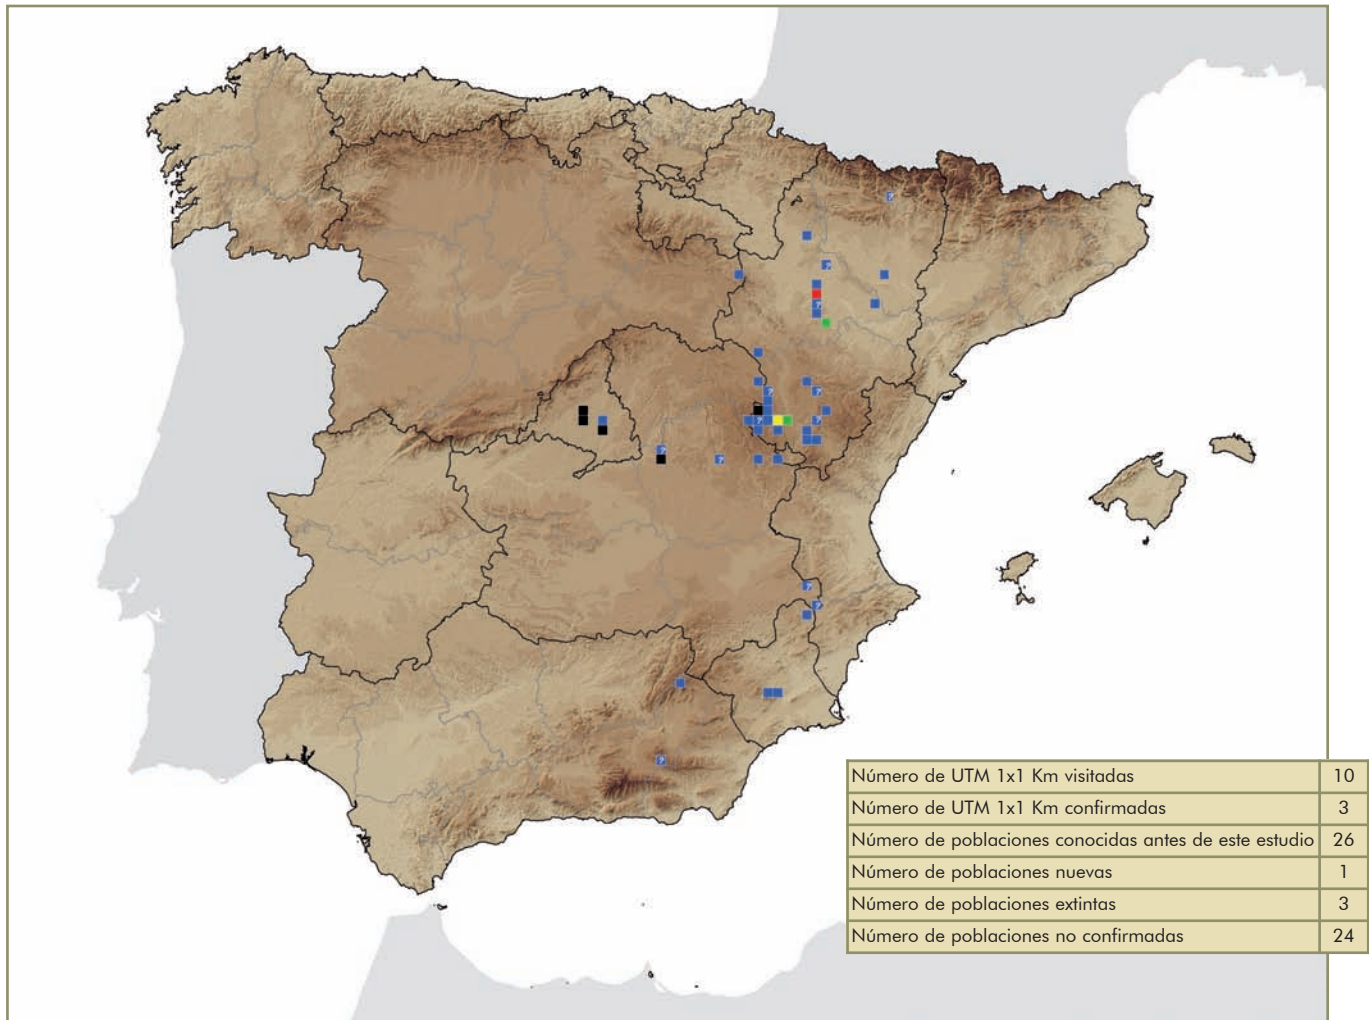 Número de UTM 1x1 Km visitadas 10
Número de UTM 1x1 Km confirmadas 3
Número de poblaciones conocidas antes de este estudio 26
Número de poblaciones nuevas 1
Número de poblaciones extintas 3
Número de poblaciones no confirmadas 24